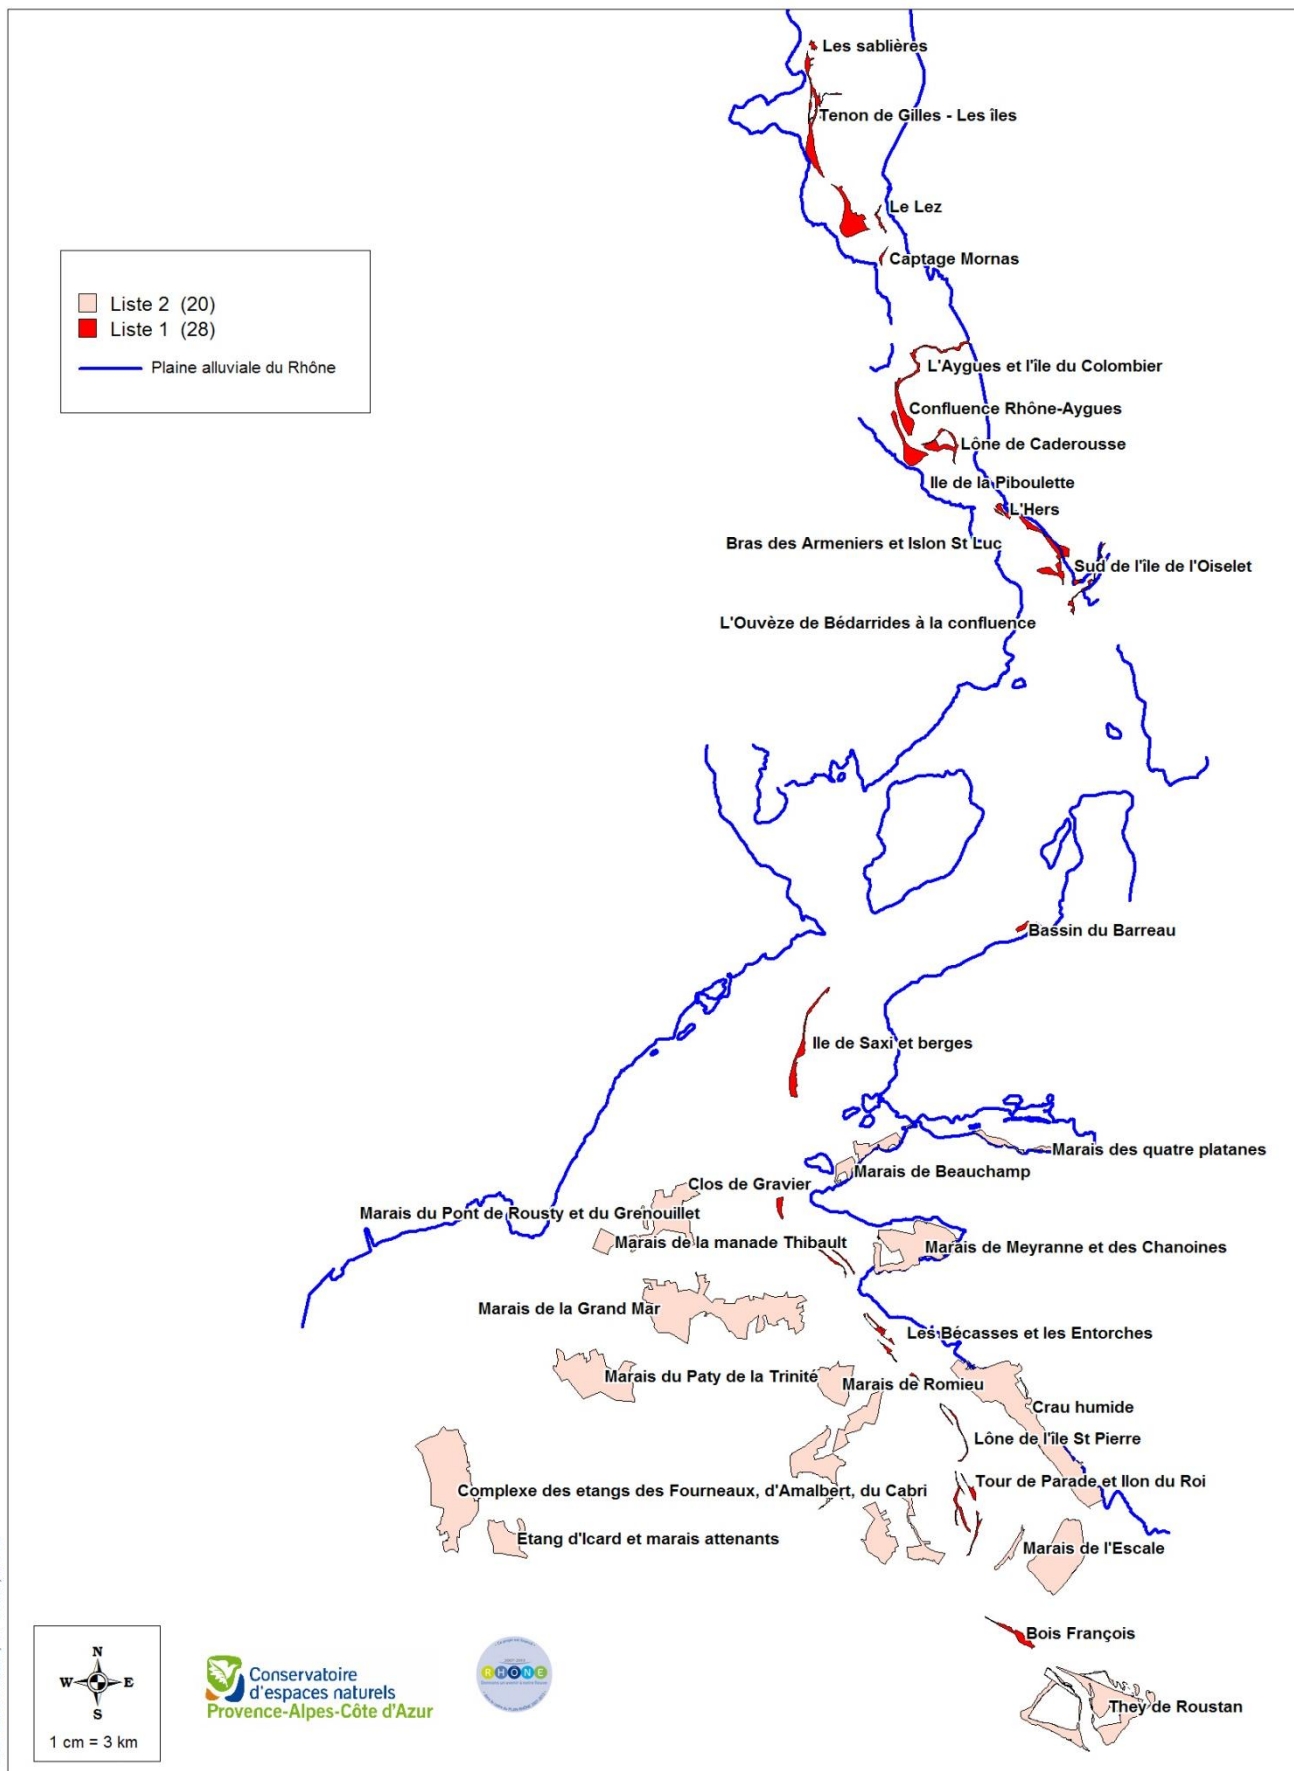 Les sablières
Tenon de Gilles - Les îles
Le Lez
Captage Mornas
Liste 2 (20)
Liste 1 (28)
Plaine alluviale du Rhône
L'Aygues et l'île du Colombier
Confluence Rhône-Aygues
Lône de Caderousse
Ile de la Piboulette
L'Hers
Bras des Armeniers et Islon St Luc
Sud de l'île de l'Oiselet
L'Ouvèze de Bédarrides à la confluence
Bassin du Barreau
Ile de Saxi et berges
Marais des quatre platanes
Marais de Beauchamp
Clos de Gravier
Marais du Pont de Rousty et du Grenouillet
Marais de la manade Thibault
Marais de Meyranne et des Chanoines
Marais de la Grand Mar
Les Bécasses et les Entorches
Marais du Paty de la Trinité
Marais de Romieu
Crau humide
Lône de l'île St Pierre
Tour de Parade et Ilon du Roi
Complexe des etangs des Fourneaux, d'Amalbert, du Cabri
Etang d'Icard et marais attenants
Marais de l'Escale
Bois François
They de Roustan
N
W E
S
1 cm = 3 km
Conservatoire
d'espaces naturels
Provence-Alpes-Côte d'Azur
RHÔNE